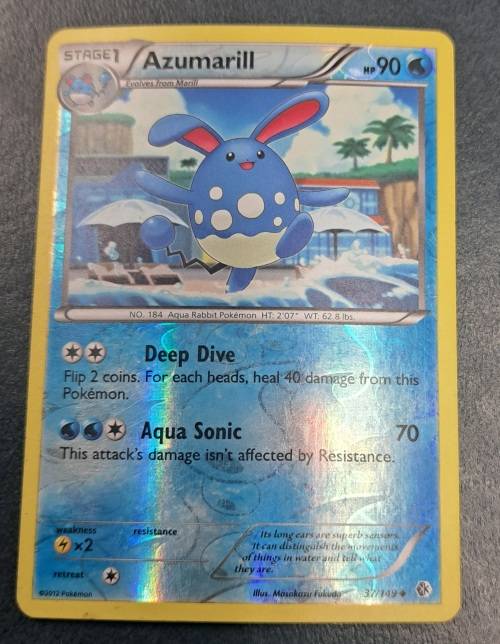 STAGE1 Azumarill HP 90
Evolves from Marill
NO. 184 Aqua Rabbit Pokémon HT: 2'07" WT: 62.8 lbs.
Deep Dive
Flip 2 coins. For each heads, heal 40 damage from this
Pokémon.
Aqua Sonic 70
This attack's damage isn't affected by Resistance.
weakness resistance
×2
retreat
Its long ears are superb sensors.
It can distinguish the movements
of things in water and tell what
they are.
©2012 Pokémon Illus. Masakazu Fukuda 37/149